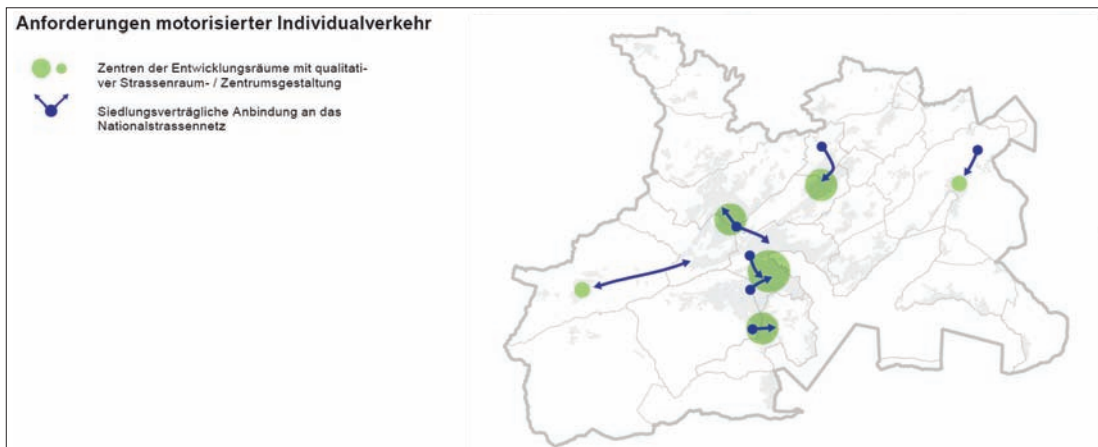 Anforderungen motorisierter Individualverkehr
Zentren der Entwicklungsräume mit qualitati-
ver Strassenraum- / Zentrumsgestaltung
Siedlungsverträgliche Anbindung an das
Nationalstrassennetz